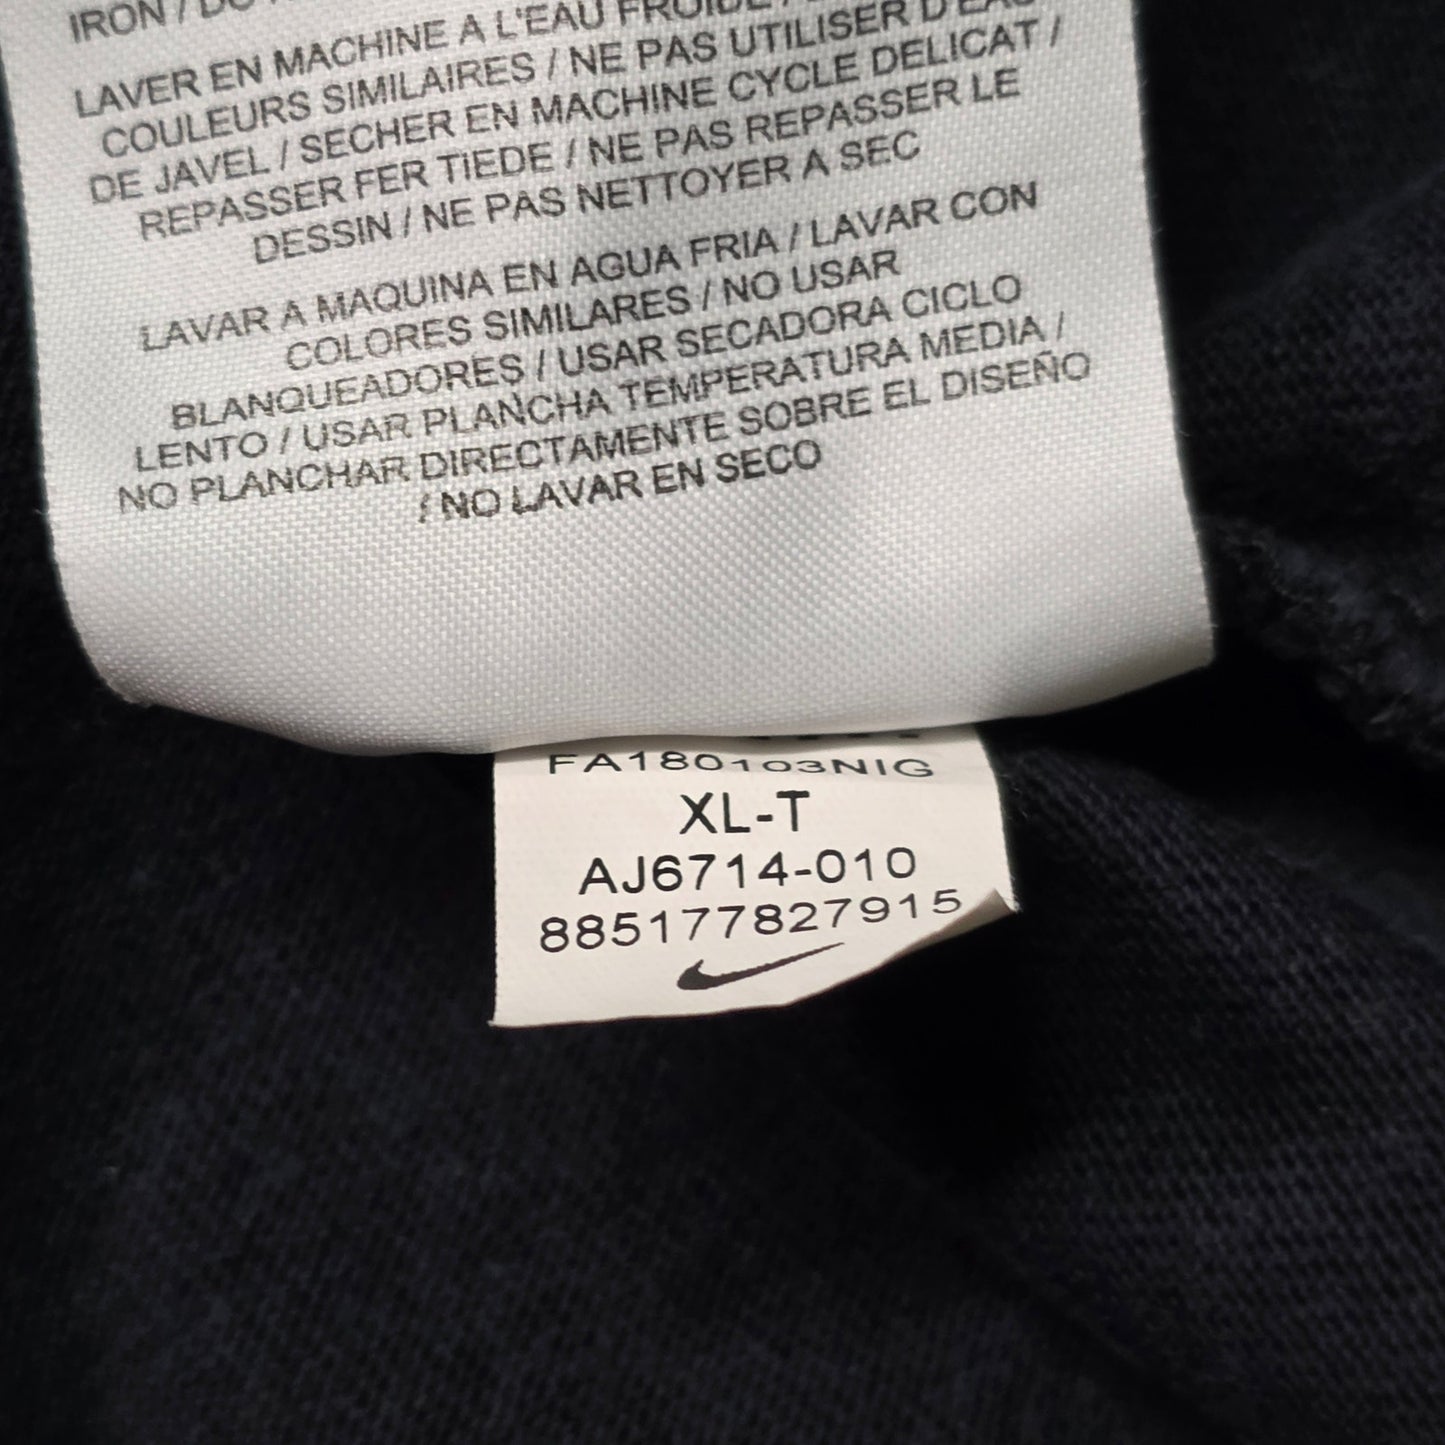 IRON / DO
LAVER EN MACHINE A L'EAU FROIDE /
COULEURS SIMILAIRES / NE PAS UTILISER D'EAU
DE JAVEL / SECHER EN MACHINE CYCLE DELICAT /
REPASSER FER TIEDE / NE PAS REPASSER LE
DESSIN / NE PAS NETTOYER A SEC
LAVAR A MAQUINA EN AGUA FRIA / LAVAR CON
COLORES SIMILARES / NO USAR
BLANQUEADORES / USAR SECADORA CICLO
LENTO / USAR PLANCHA TEMPERATURA MEDIA /
NO PLANCHAR DIRECTAMENTE SOBRE EL DISEÑO
/ NO LAVAR EN SECO
FA180103NIG
XL-T
AJ6714-010
885177827915